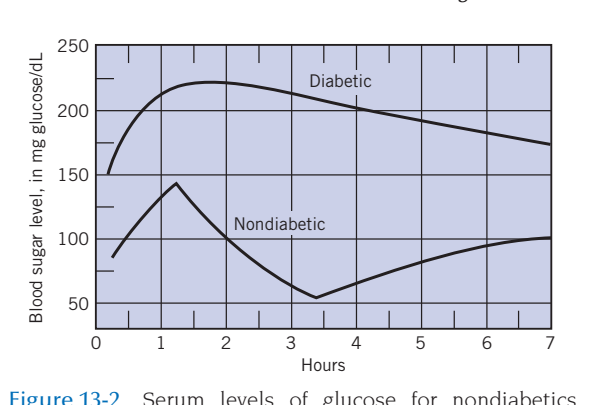 250
200
150
100
50
Blood sugar level, in mg glucose/dL
Diabetic
Nondiabetic
0 1 2 3 4 5 6 7
Hours
Figure 13-2 Serum levels of glucose for nondiabetics